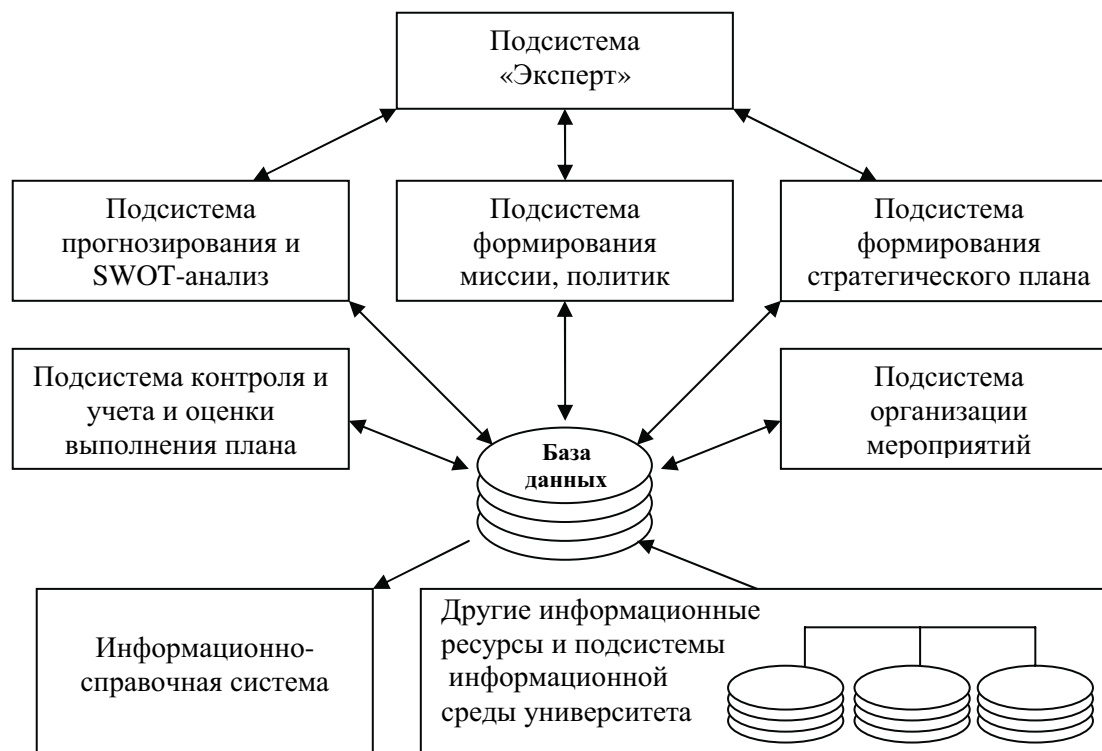 Подсистема
«Эксперт»
Подсистема
прогнозирования и
SWOT-анализ
Подсистема
формирования
миссии, политик
Подсистема
формирования
стратегического плана
Подсистема контроля и
учета и оценки
выполнения плана
База
данных
Подсистема
организации
мероприятий
Информационно-
справочная система
Другие информационные
ресурсы и подсистемы
информационной
среды университета